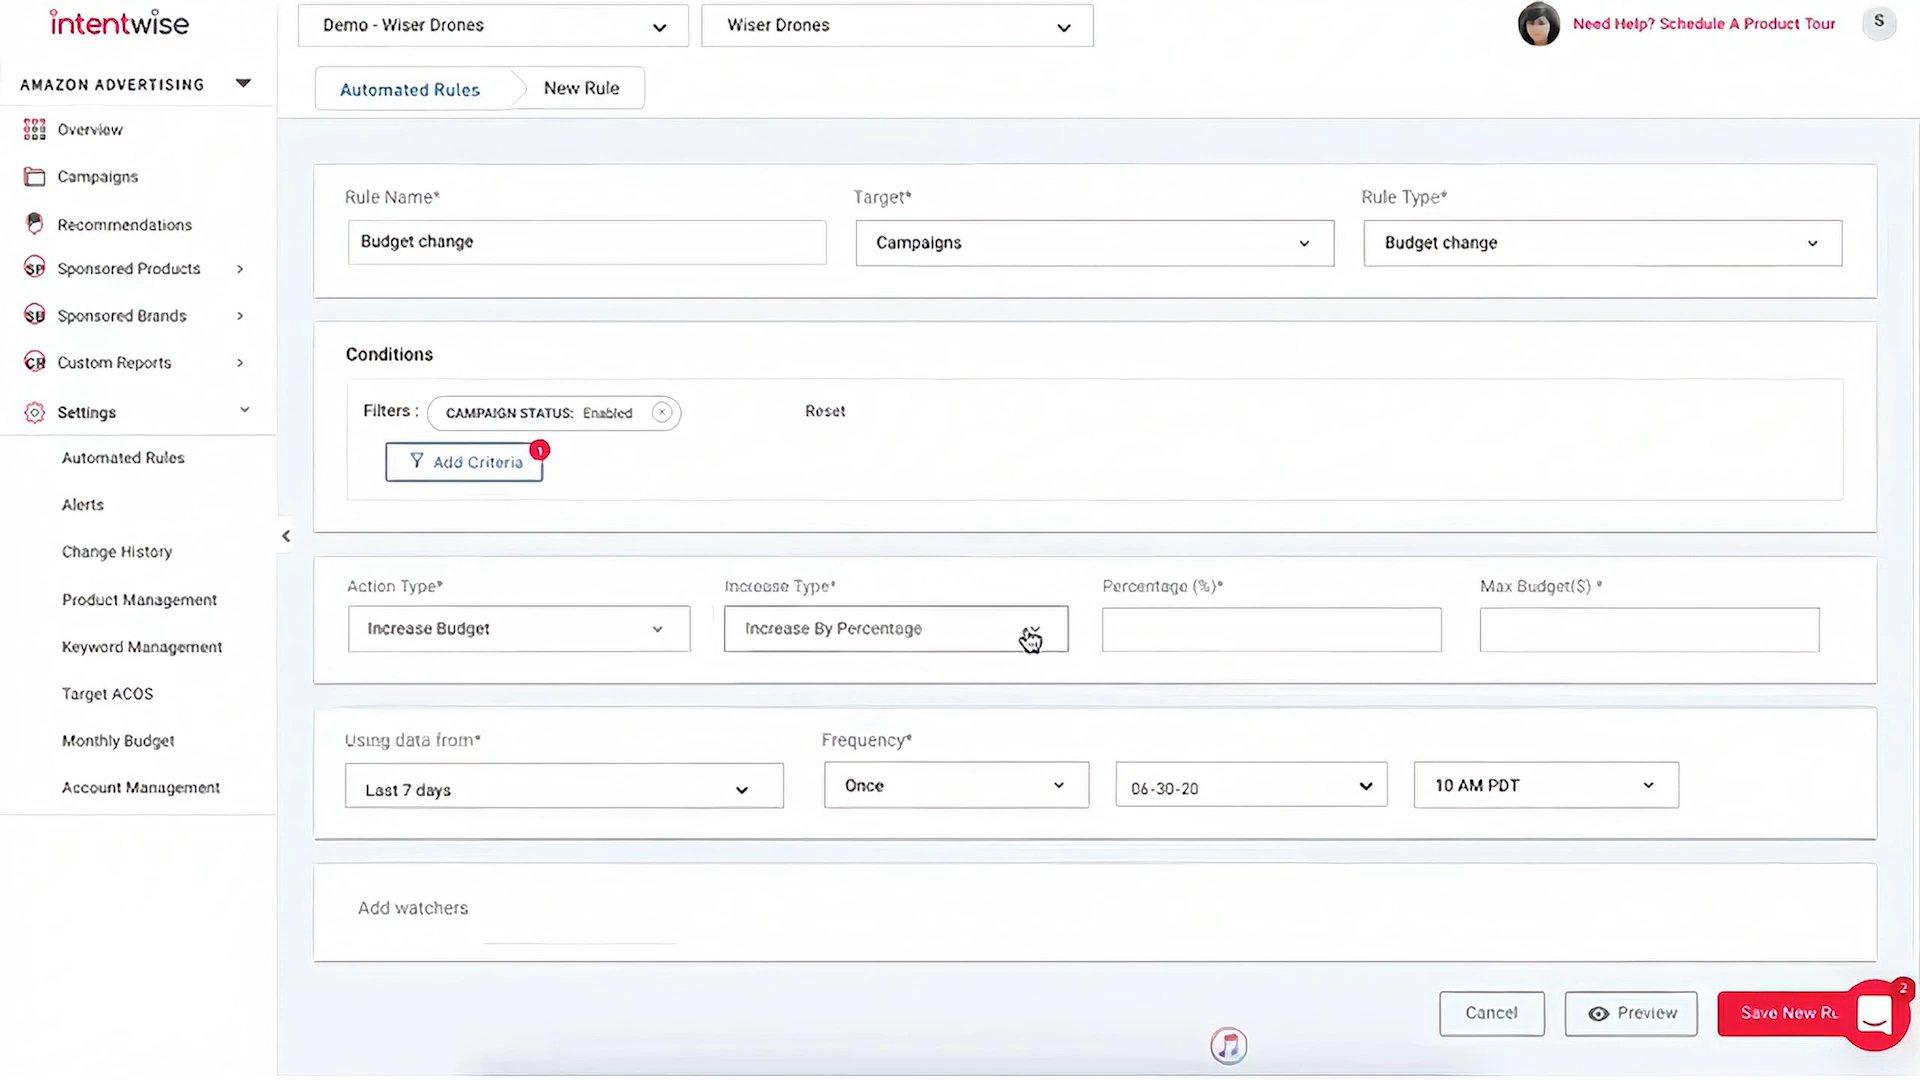 intentwise
Demo - Wiser Drones
Wiser Drones
Need Help? Schedule A Product Tour
S
AMAZON ADVERTISING
Automated Rules
New Rule
Overview
Campaigns
Recommendations
SP Sponsored Products
SB Sponsored Brands
CR Custom Reports
Settings
Automated Rules
Alerts
Change History
Product Management
Keyword Management
Target ACOS
Monthly Budget
Account Management
Rule Name*
Target*
Rule Type*
Budget change
Campaigns
Budget change
Conditions
Filters :
CAMPAIGN STATUS: Enabled
Reset
Add Criteria
1
Action Type*
Increase Type*
Percentage (%)*
Max Budget($) *
Increase Budget
Increase By Percentage
Using data from*
Frequency*
Last 7 days
Once
06-30-20
10 AM PDT
Add watchers
Cancel
Preview
Save New Ru
2